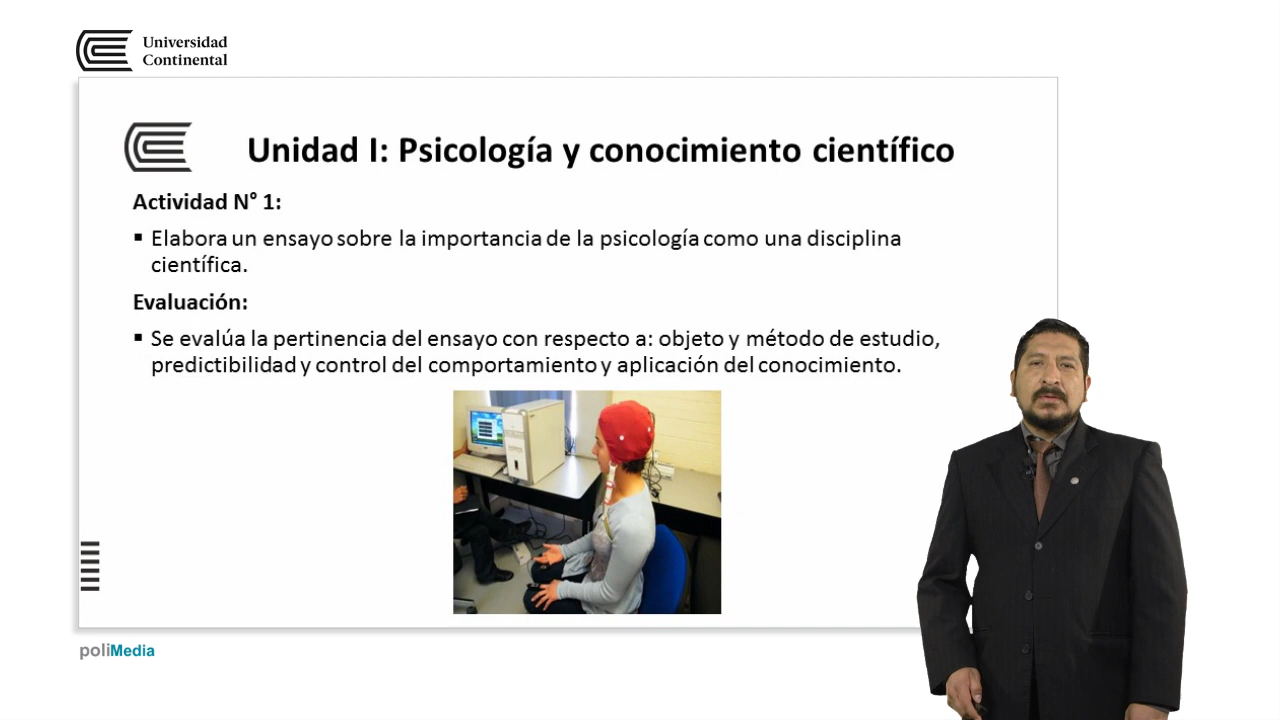 Universidad
Continental
Unidad I: Psicología y conocimiento científico
Actividad N° 1:
▪ Elabora un ensayo sobre la importancia de la psicología como una disciplina
científica.
Evaluación:
▪ Se evalúa la pertinencia del ensayo con respecto a: objeto y método de estudio,
predictibilidad y control del comportamiento y aplicación del conocimiento.
poliMedia